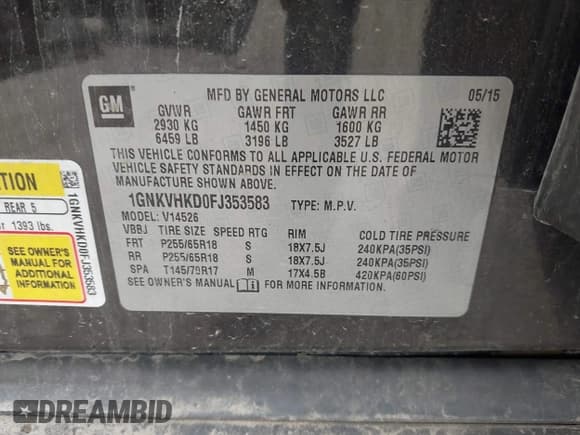 GM
MFD BY GENERAL MOTORS LLC 05/15
GVWR GAWR FRT GAWR RR
2930 KG 1450 KG 1600 KG
6459 LB 3196 LB 3527 LB
THIS VEHICLE CONFORMS TO ALL APPLICABLE U.S. FEDERAL MOTOR
VEHICLE SAFETY STANDARDS IN EFFECT ON THE DATE OF
MANUFACTURE SHOWN ABOVE.
1GNKVHKD0FJ353583 TYPE: M.P.V.
MODEL: V14526
VBBJ TIRE SIZE SPEED RTG RIM COLD TIRE PRESSURE
FRT P255/65R18 S 18X7.5J 240KPA(35PSI)
RR P255/65R18 S 18X7.5J 240KPA(35PSI)
SPA T145/70R17 M 17X4.5B 420KPA(60PSI)
SEE OWNER'S MANUAL FOR MORE INFORMATION.
TION
REAR 5
or 1393 lbs.
SEE OWNER'S
MANUAL FOR
ADDITIONAL
INFORMATION
1GNKVHKD0FJ353583
DREAMBID